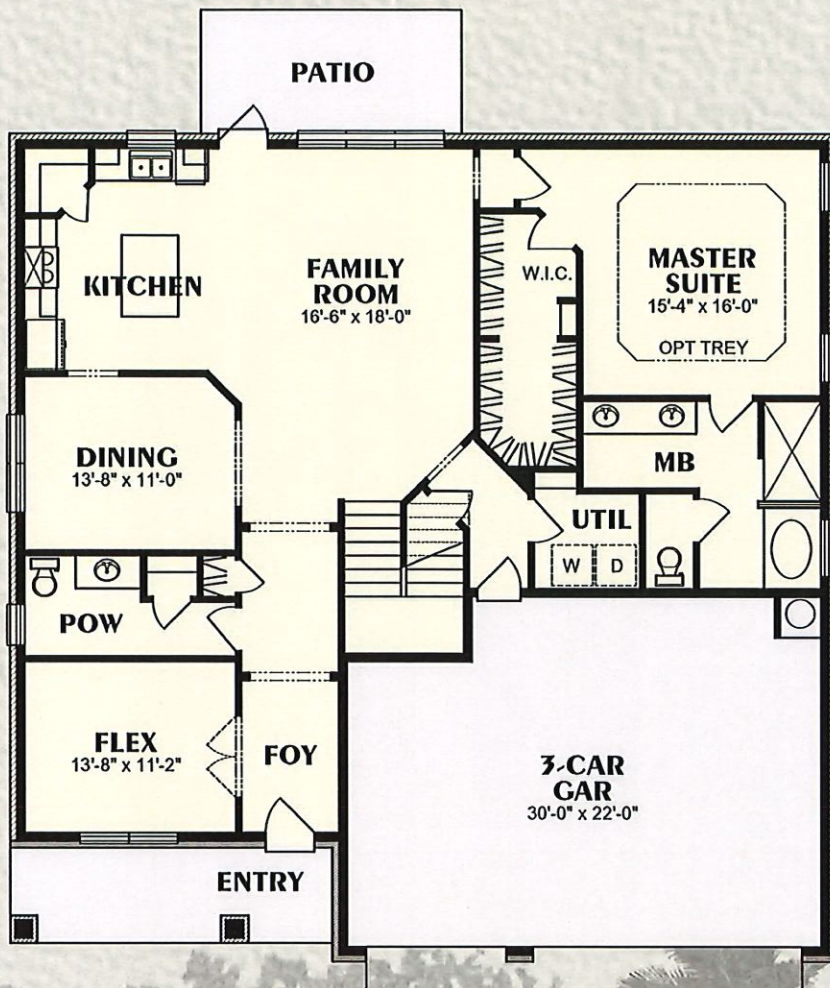 PATIO
KITCHEN
FAMILY
ROOM
16'-6" x 18'-0"
W.I.C.
MASTER
SUITE
15'-4" x 16'-0"
OPT TREY
DINING
13'-8" x 11'-0"
MB
UTIL
W D
POW
FLEX
13'-8" x 11'-2"
FOY
3-CAR
GAR
30'-0" x 22'-0"
ENTRY